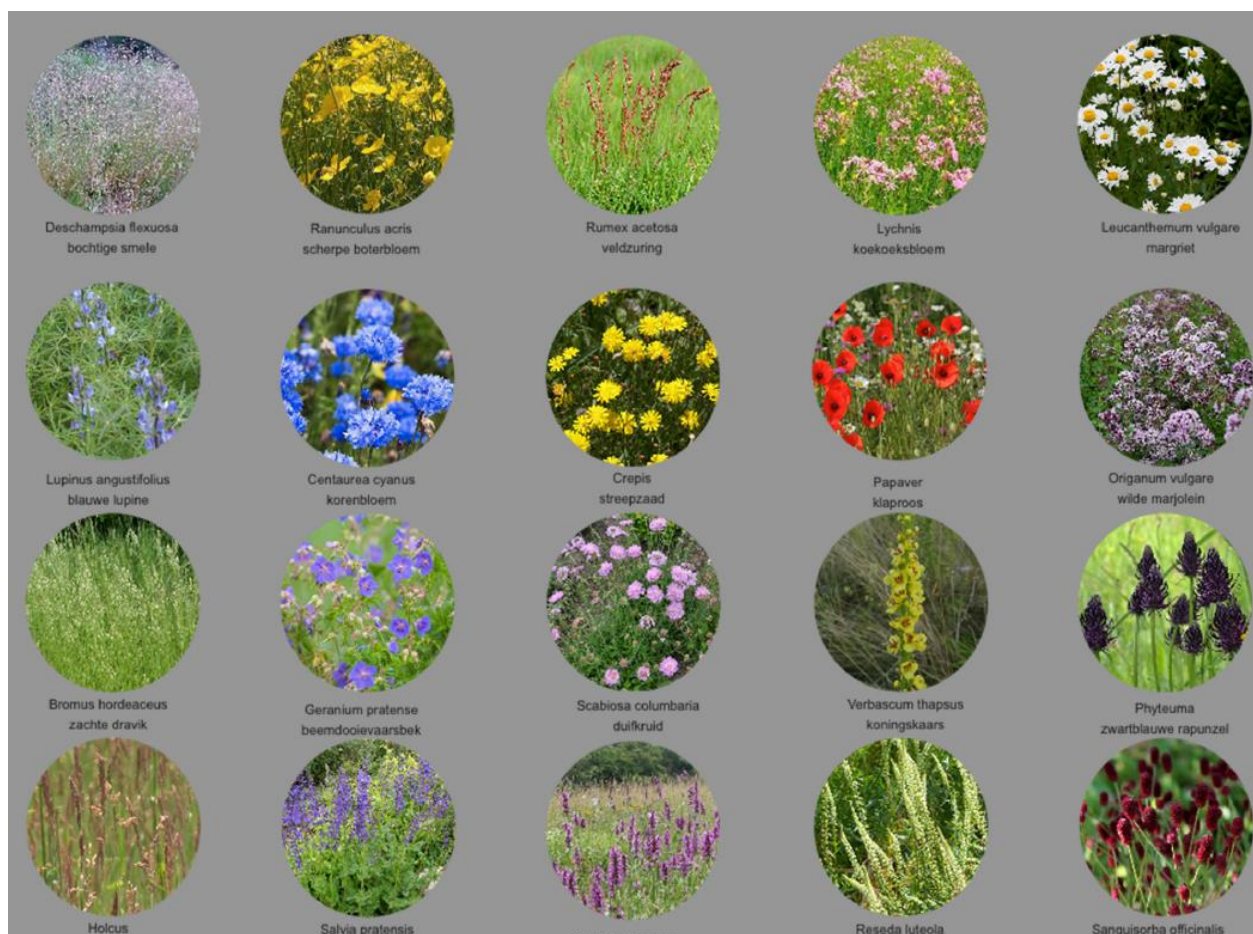 Deschampsia flexuosa
bochtige smele
Ranunculus acris
scherpe boterbloem
Rumex acetosa
veldzuring
Lychnis
koekoeksbloem
Leucanthemum vulgare
margriet
Lupinus angustifolius
blauwe lupine
Centaurea cyanus
korenbloem
Crepis
streepzaad
Papaver
klaproos
Origanum vulgare
wilde marjolein
Bromus hordeaceus
zachte dravik
Geranium pratense
beemdooievaarsbek
Scabiosa columbaria
duifkruid
Verbascum thapsus
koningskaars
Phyteuma
zwartblauwe rapunzel
Holcus
Salvia pratensis
Reseda luteola
Sanguisorba officinalis